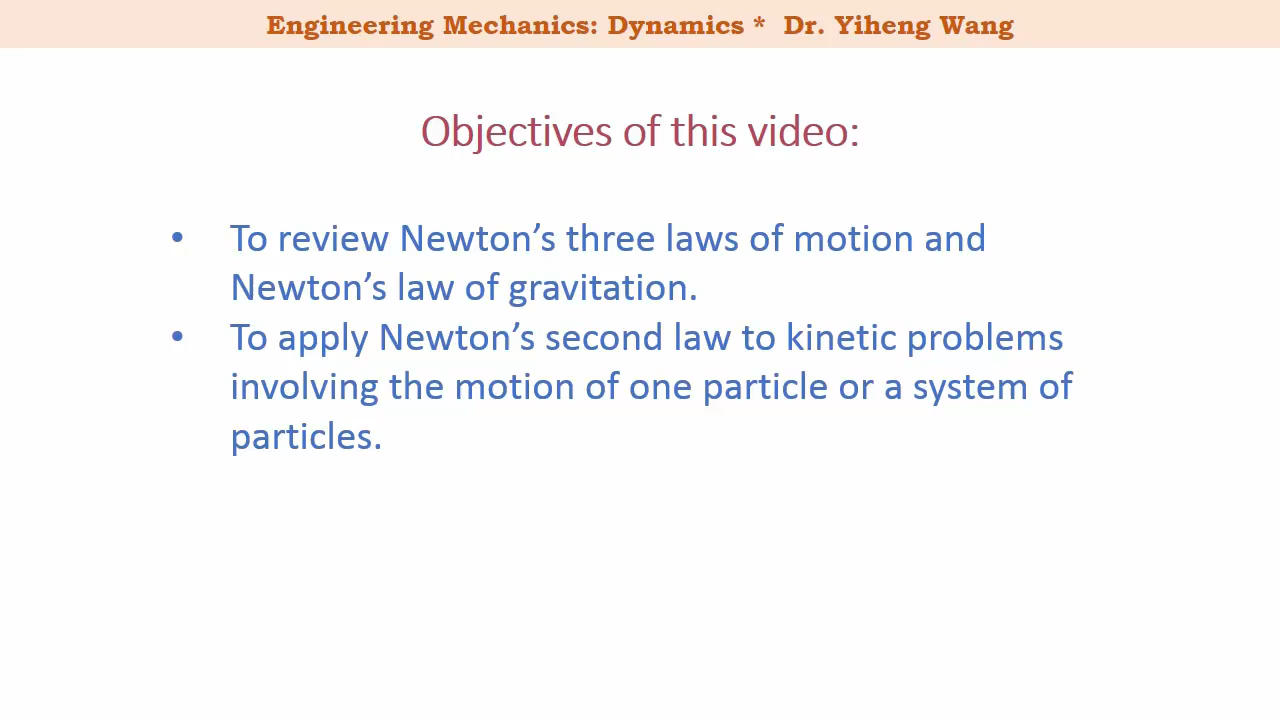 Engineering Mechanics: Dynamics * Dr. Yiheng Wang
Objectives of this video:
• To review Newton’s three laws of motion and
Newton’s law of gravitation.
• To apply Newton’s second law to kinetic problems
involving the motion of one particle or a system of
particles.